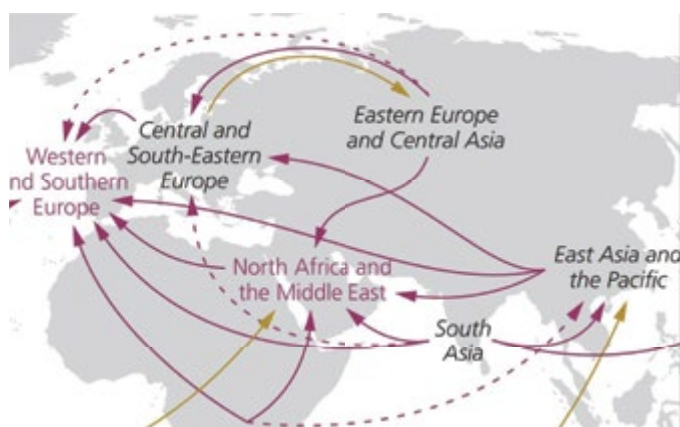 Eastern Europe
and Central Asia
Central and
South-Eastern
Europe
Western
nd Southern
Europe
North Africa and
the Middle East
East Asia and
the Pacific
South
Asia